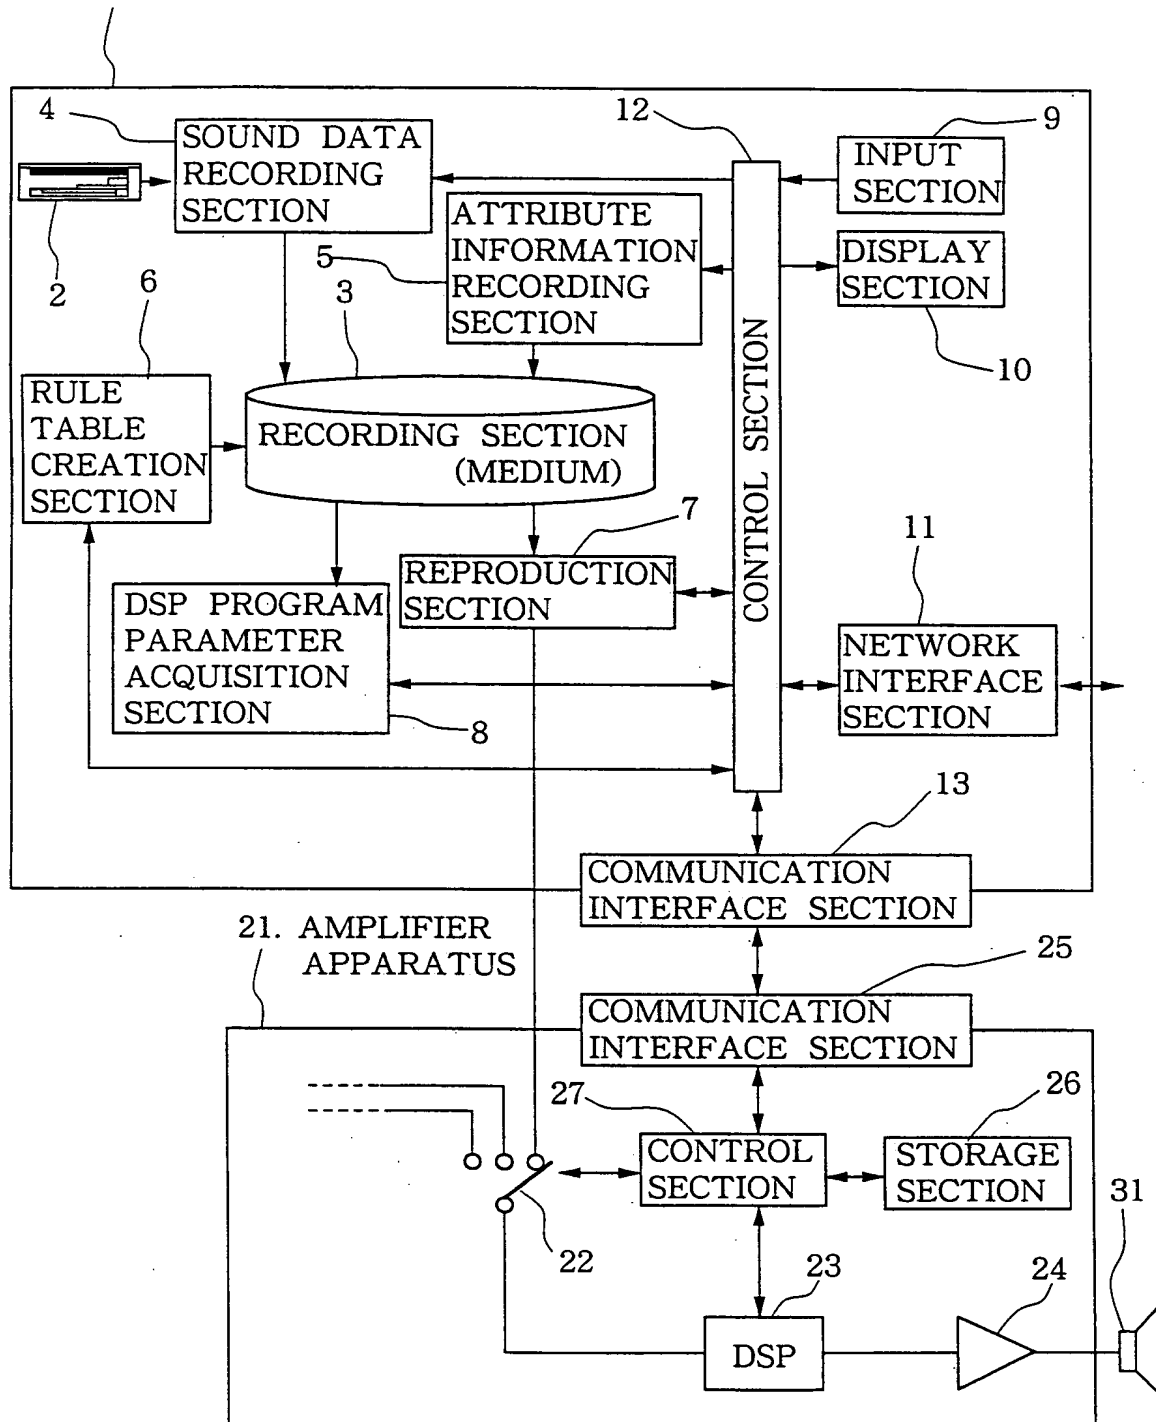 4
SOUND DATA
RECORDING
SECTION
12
9
INPUT
SECTION
2
ATTRIBUTE
INFORMATION
RECORDING
SECTION
5
DISPLAY
SECTION
10
6
3
RULE
TABLE
CREATION
SECTION
RECORDING SECTION
(MEDIUM)
CONTROL SECTION
7
REPRODUCTION
SECTION
11
DSP PROGRAM
PARAMETER
ACQUISITION
SECTION
8
NETWORK
INTERFACE
SECTION
13
COMMUNICATION
INTERFACE SECTION
21. AMPLIFIER
APPARATUS
25
COMMUNICATION
INTERFACE SECTION
27
CONTROL
SECTION
26
STORAGE
SECTION
22
23
DSP
24
31